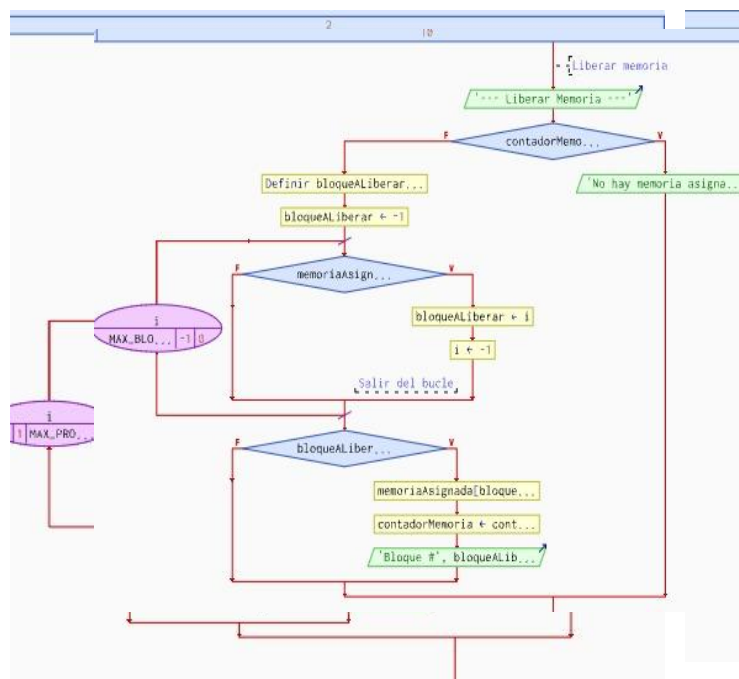 2
10
Liberar memoria
'--- Liberar Memoria ---'
F
contadorMemo...
V
Definir bloqueALiberar...
'No hay memoria asigna...
bloqueALiberar ← -1
F
memoriaAsign...
V
i
MAX_BLO... -1 0
bloqueALiberar ← i
i ← -1
Salir del bucle
i
1 MAX_PRO...
F
bloqueALiber...
V
memoriaAsignada[bloque...
contadorMemoria ← cont...
'Bloque #', bloqueALib...